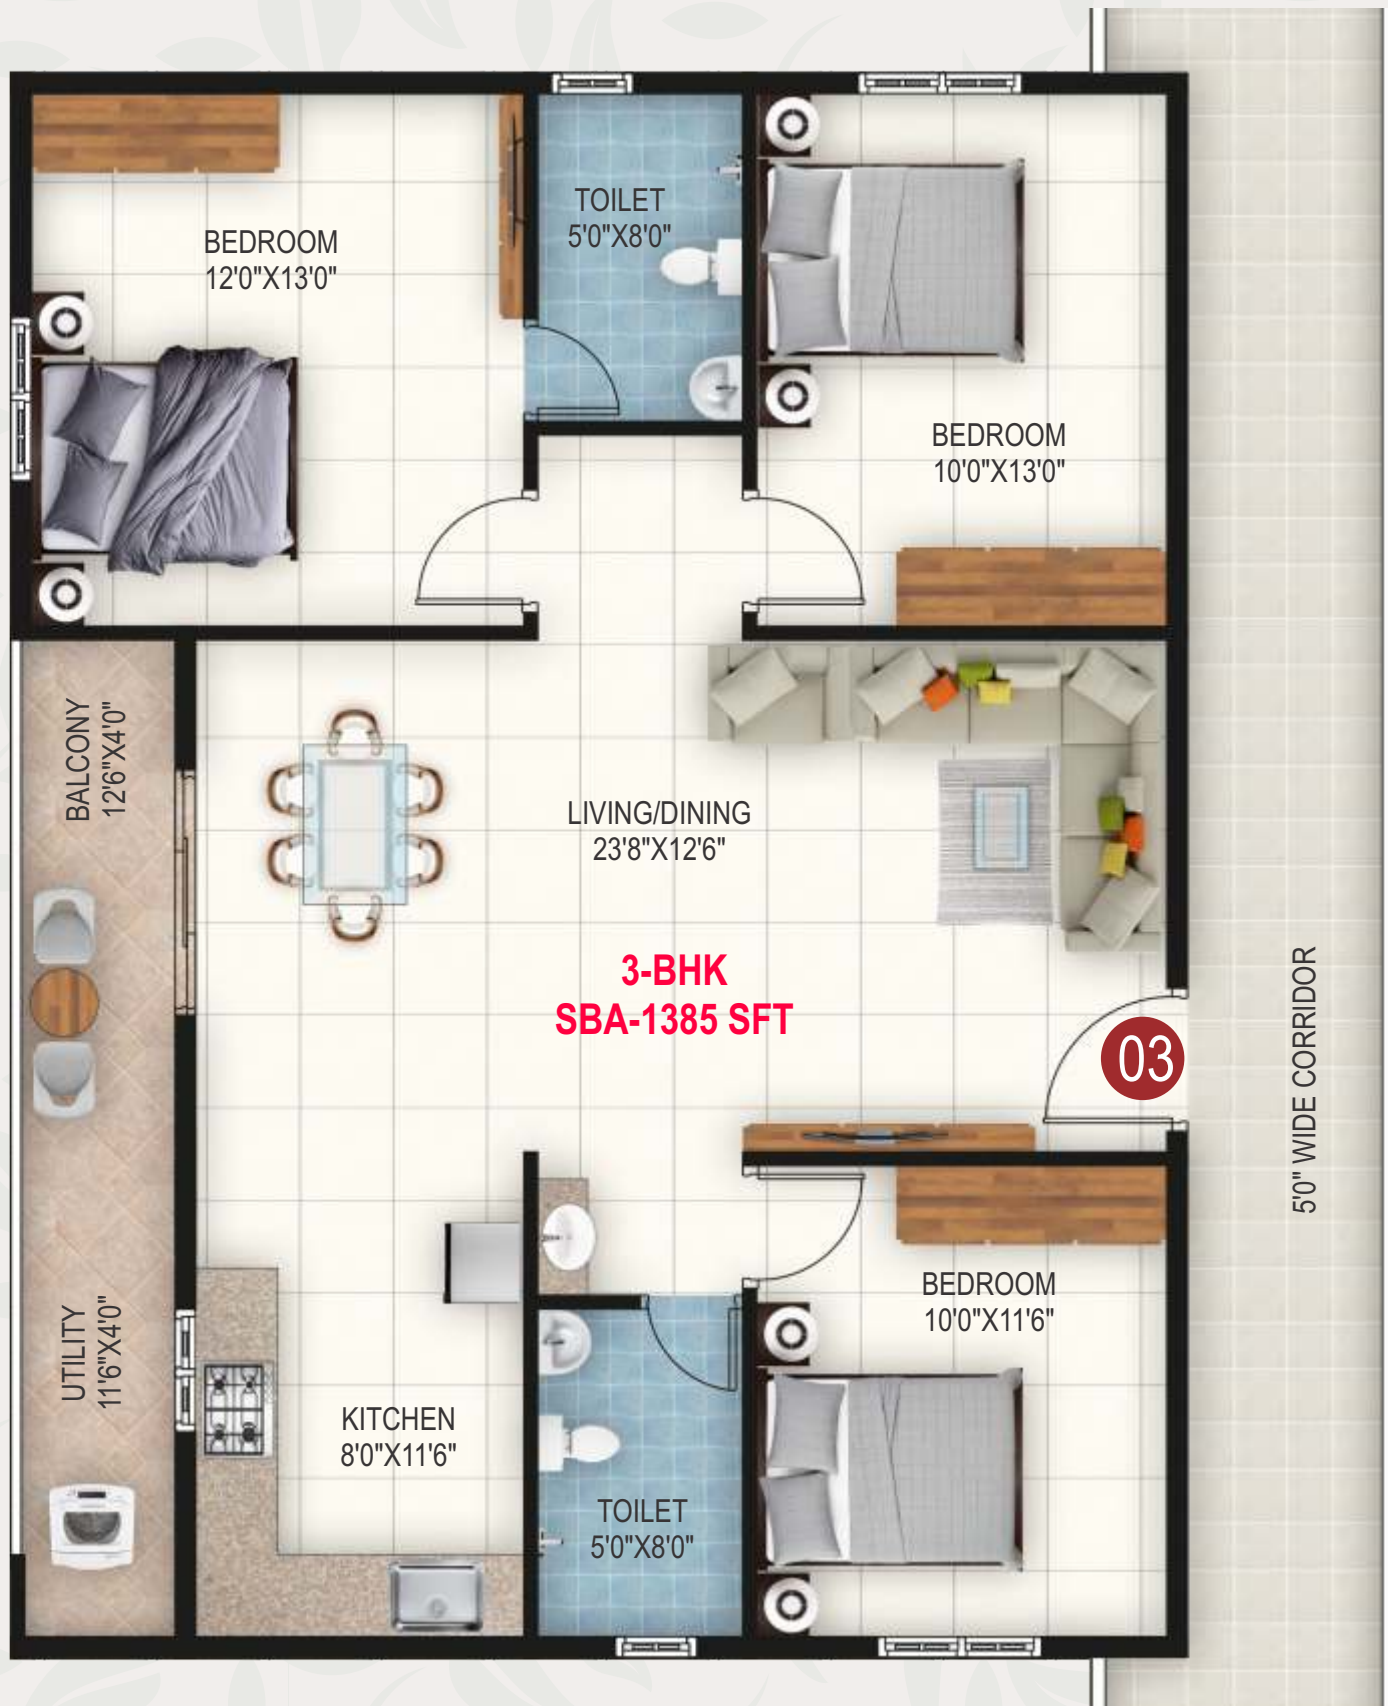 TOILET
5'0"X8'0"
BEDROOM
12'0"X13'0"
BEDROOM
10'0"X13'0"
BALCONY
12'6"X4'0"
LIVING/DINING
23'8"X12'6"
3-BHK
SBA-1385 SFT
03
5'0" WIDE CORRIDOR
BEDROOM
10'0"X11'6"
UTILITY
11'6"X4'0"
KITCHEN
8'0"X11'6"
TOILET
5'0"X8'0"